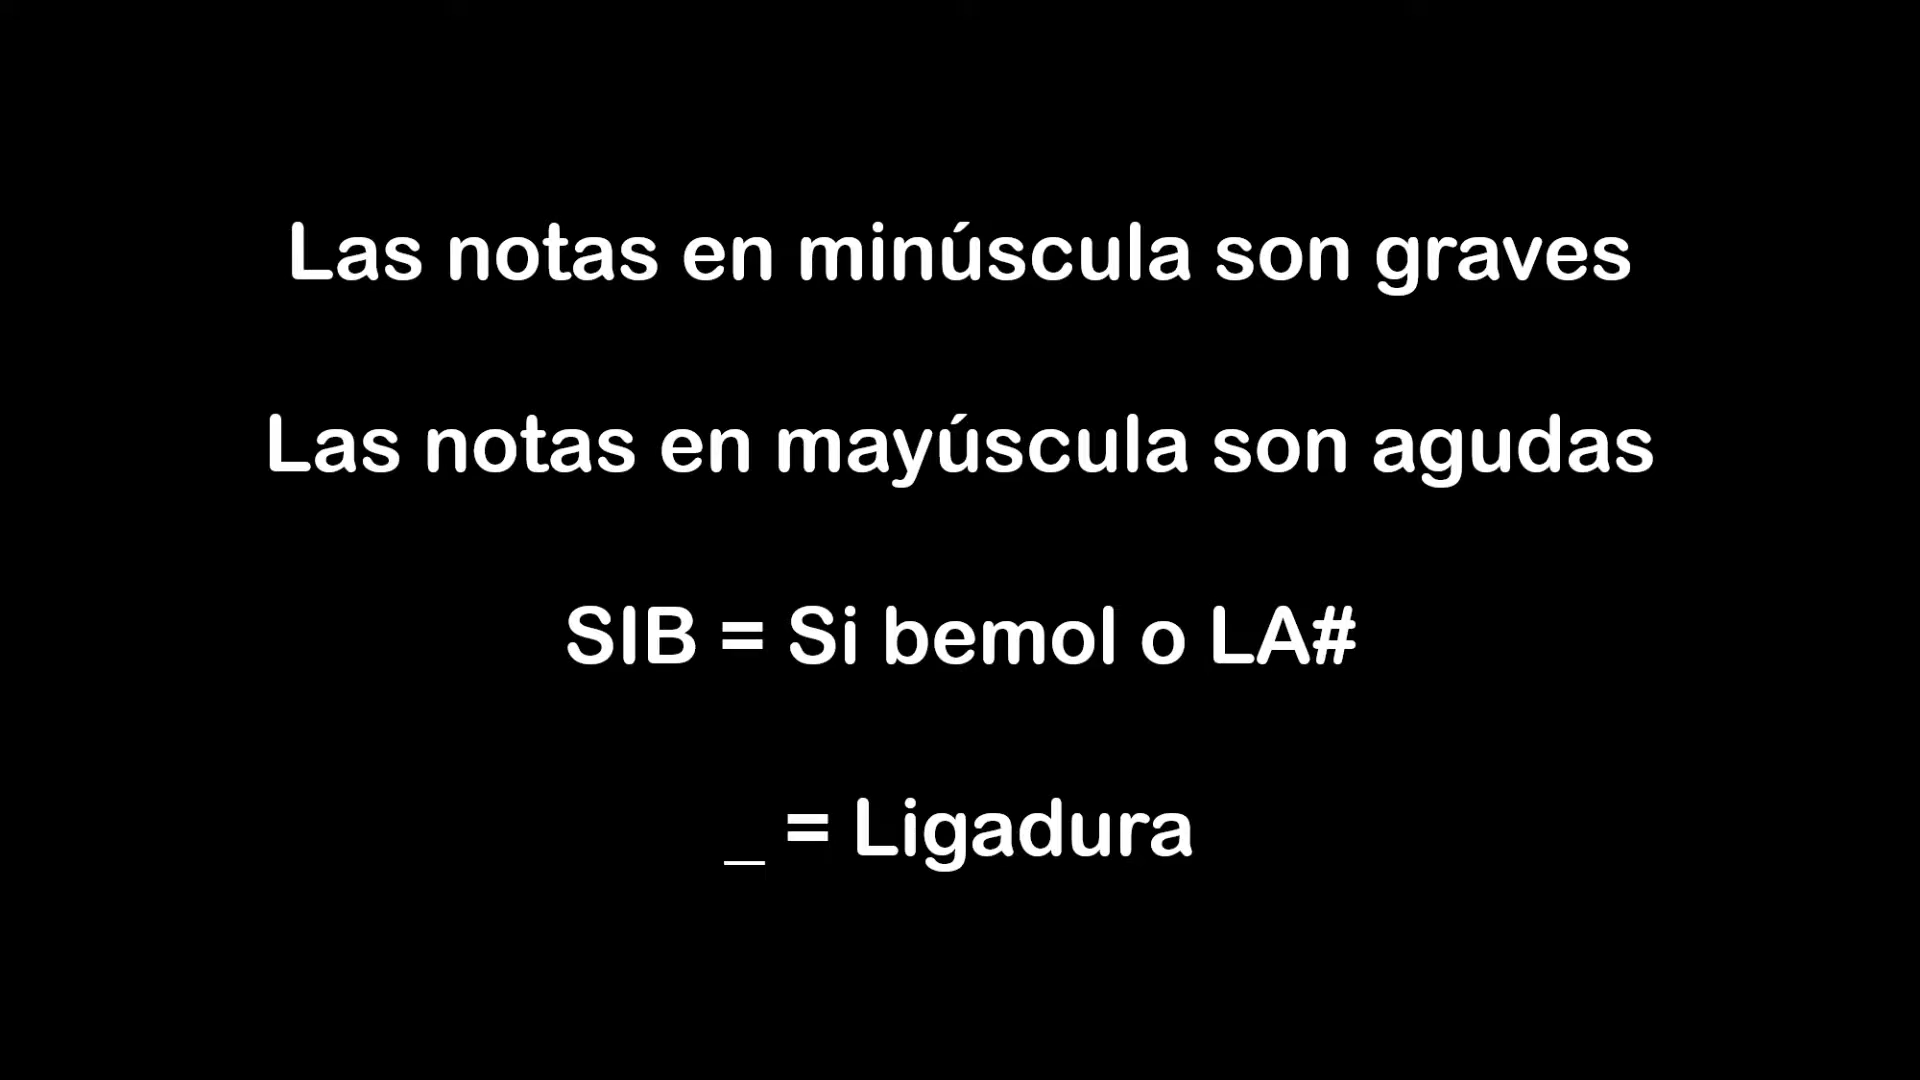 Las notas en minúscula son graves
Las notas en mayúscula son agudas
SIB = Si bemol o LA#
_ = Ligadura